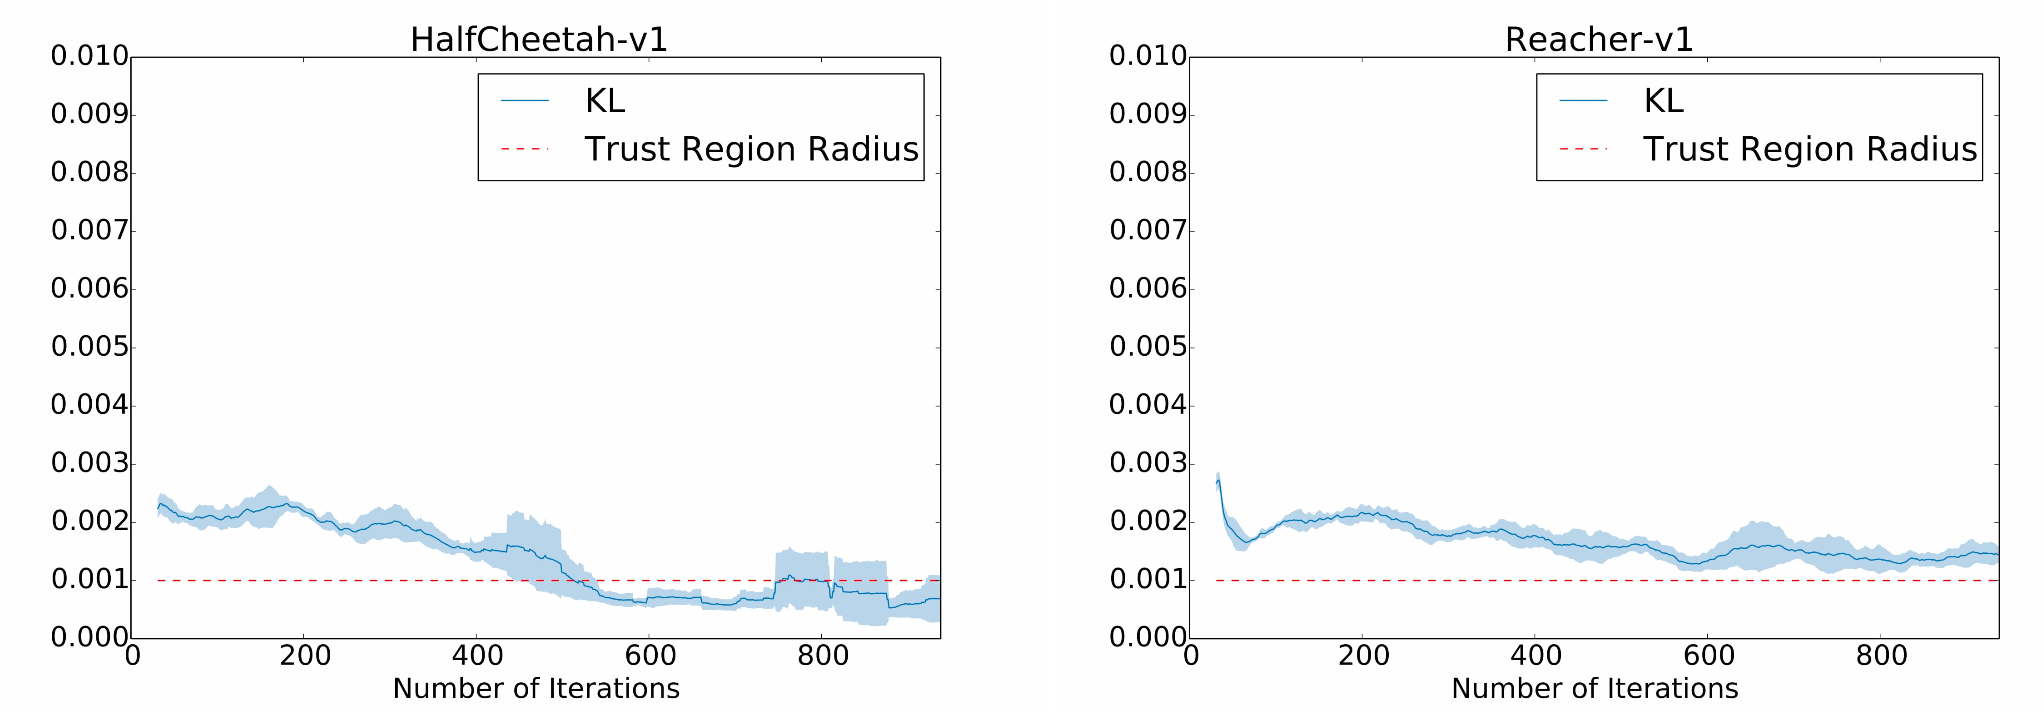 HalfCheetah-v1
0.010
0.009
0.008
0.007
0.006
0.005
0.004
0.003
0.002
0.001
0.000
KL
Trust Region Radius
0 200 400 600 800
Number of Iterations
Reacher-v1
0.010
0.009
0.008
0.007
0.006
0.005
0.004
0.003
0.002
0.001
0.000
KL
Trust Region Radius
0 200 400 600 800
Number of Iterations